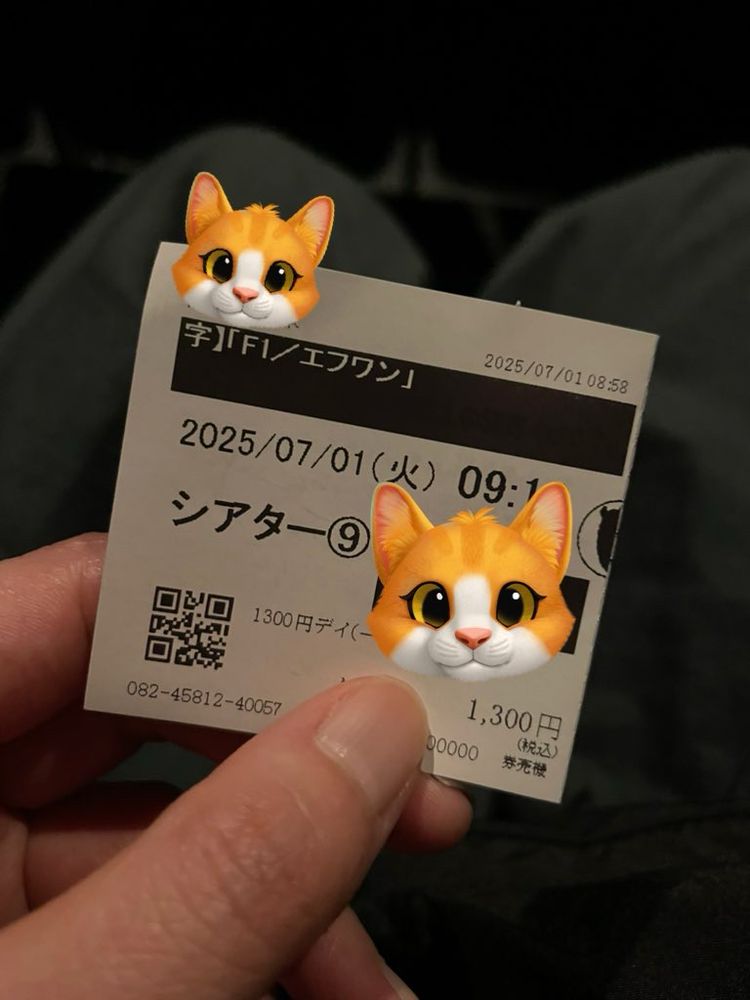 字】「F1／エフワン」
2025/07/01 08:58
2025/07/01(火) 09:1
シアター⑨
1300円デイ(一
082-45812-40057
1,300円
(税込)
00000
券売機